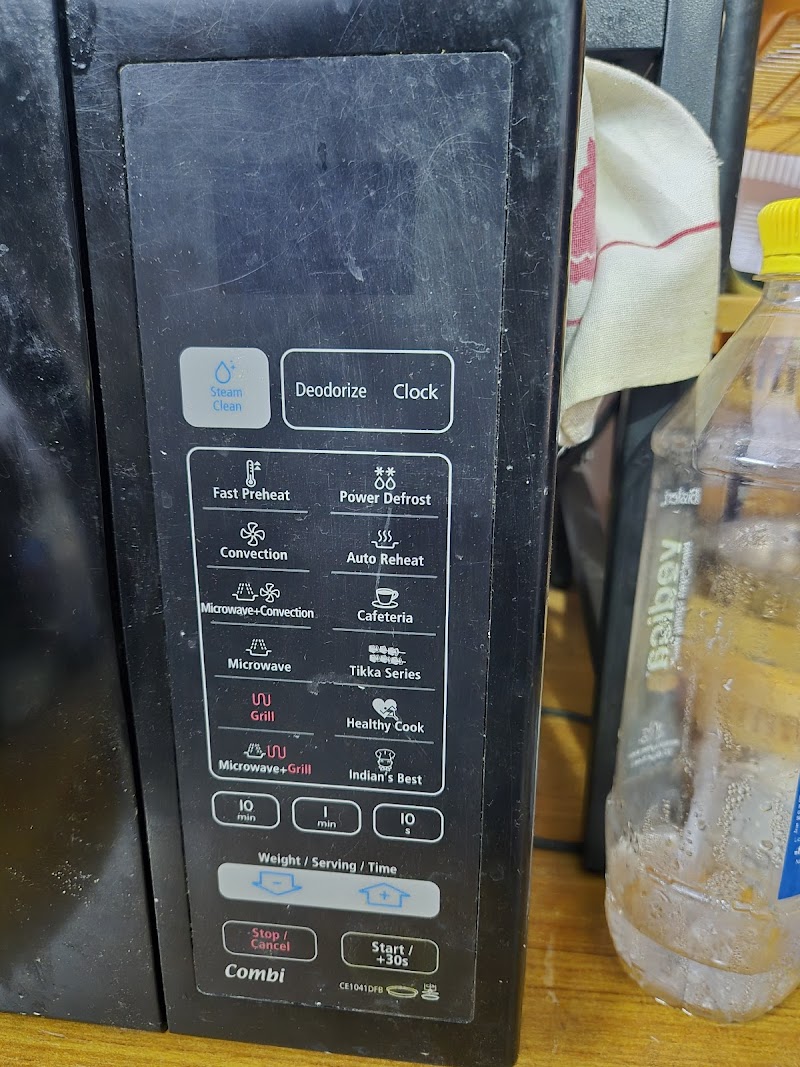 Steam
Clean
Deodorize Clock
Fast Preheat
Power Defrost
Convection
Auto Reheat
Microwave+Convection
Cafeteria
Microwave
Tikka Series
Grill
Healthy Cook
Microwave+Grill
Indian's Best
10
min
1
min
10
s
Weight / Serving / Time
- +
Stop /
Cancel
Start /
+30s
Combi
CE1041DFB